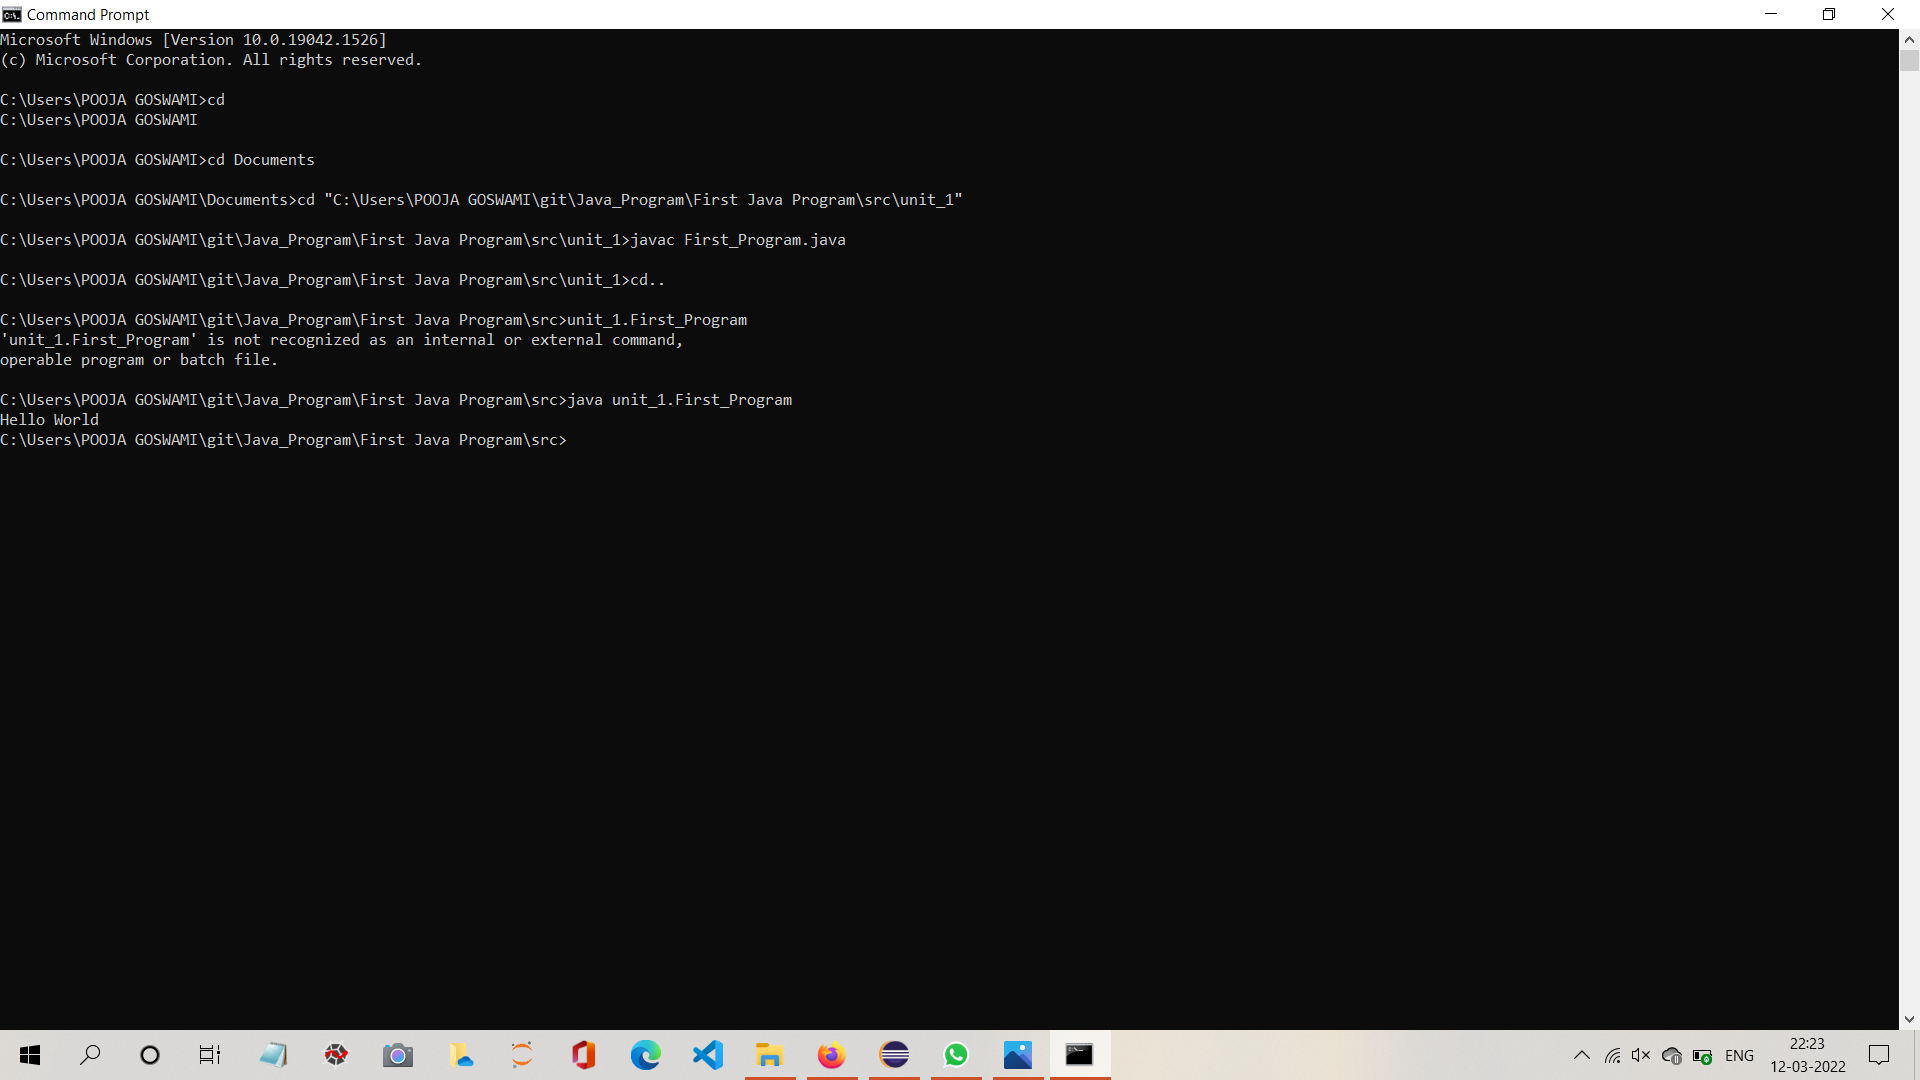 Command Prompt
Microsoft Windows [Version 10.0.19042.1526]
(c) Microsoft Corporation. All rights reserved.
C:\Users\POOJA GOSWAMI>cd
C:\Users\POOJA GOSWAMI
C:\Users\POOJA GOSWAMI>cd Documents
C:\Users\POOJA GOSWAMI\Documents>cd "C:\Users\POOJA GOSWAMI\git\Java_Program\First Java Program\src\unit_1"
C:\Users\POOJA GOSWAMI\git\Java_Program\First Java Program\src\unit_1>javac First_Program.java
C:\Users\POOJA GOSWAMI\git\Java_Program\First Java Program\src\unit_1>cd..
C:\Users\POOJA GOSWAMI\git\Java_Program\First Java Program\src>unit_1.First_Program
'unit_1.First_Program' is not recognized as an internal or external command,
operable program or batch file.
C:\Users\POOJA GOSWAMI\git\Java_Program\First Java Program\src>java unit_1.First_Program
Hello World
C:\Users\POOJA GOSWAMI\git\Java_Program\First Java Program\src>
ENG
22:23
12-03-2022